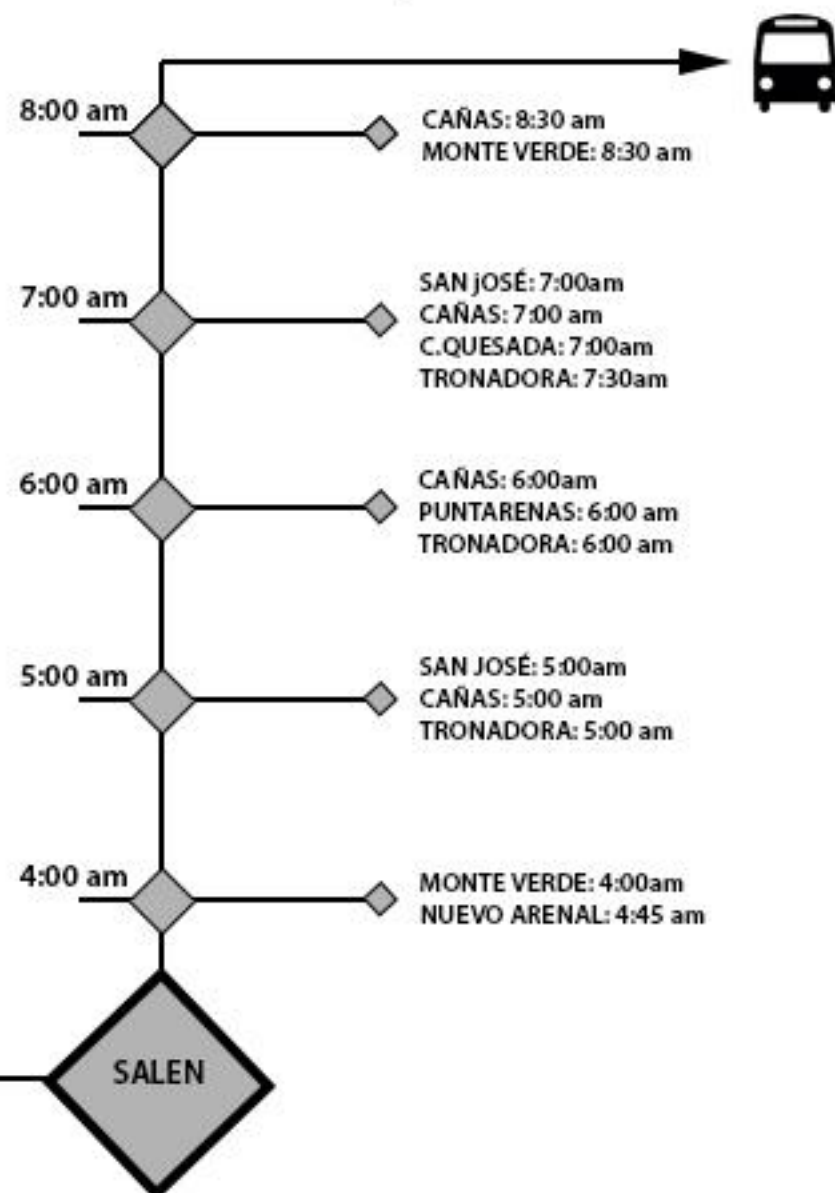 8:00 am
CAÑAS: 8:30 am
MONTE VERDE: 8:30 am
7:00 am
SAN jOSÉ: 7:00am
CAÑAS: 7:00 am
C.QUESADA: 7:00am
TRONADORA: 7:30am
6:00 am
CAÑAS: 6:00am
PUNTARENAS: 6:00 am
TRONADORA: 6:00 am
5:00 am
SAN JOSÉ: 5:00am
CAÑAS: 5:00 am
TRONADORA: 5:00 am
4:00 am
MONTE VERDE: 4:00am
NUEVO ARENAL: 4:45 am
SALEN